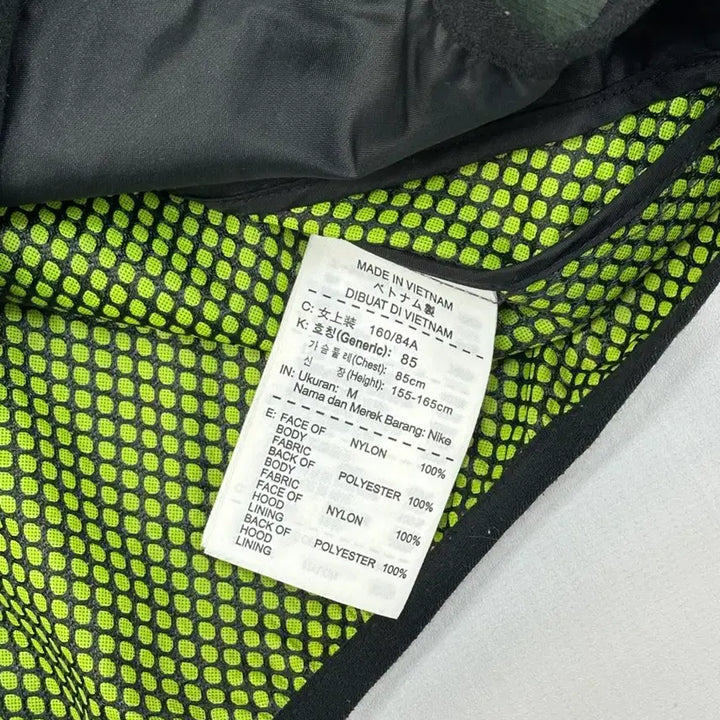 MADE IN VIETNAM
ベトナム製
DIBUAT DI VIETNAM
C: 女上裝 160/84A
K: 호칭(Generic): 85
가슴둘레(Chest): 85cm
신 장(Height): 155-165cm
IN: Ukuran: M
Nama dan Merek Barang: Nike
E: FACE OF
BODY NYLON 100%
FABRIC
BACK OF
BODY POLYESTER 100%
FABRIC
FACE OF
HOOD NYLON 100%
LINING
BACK OF
HOOD POLYESTER 100%
LINING